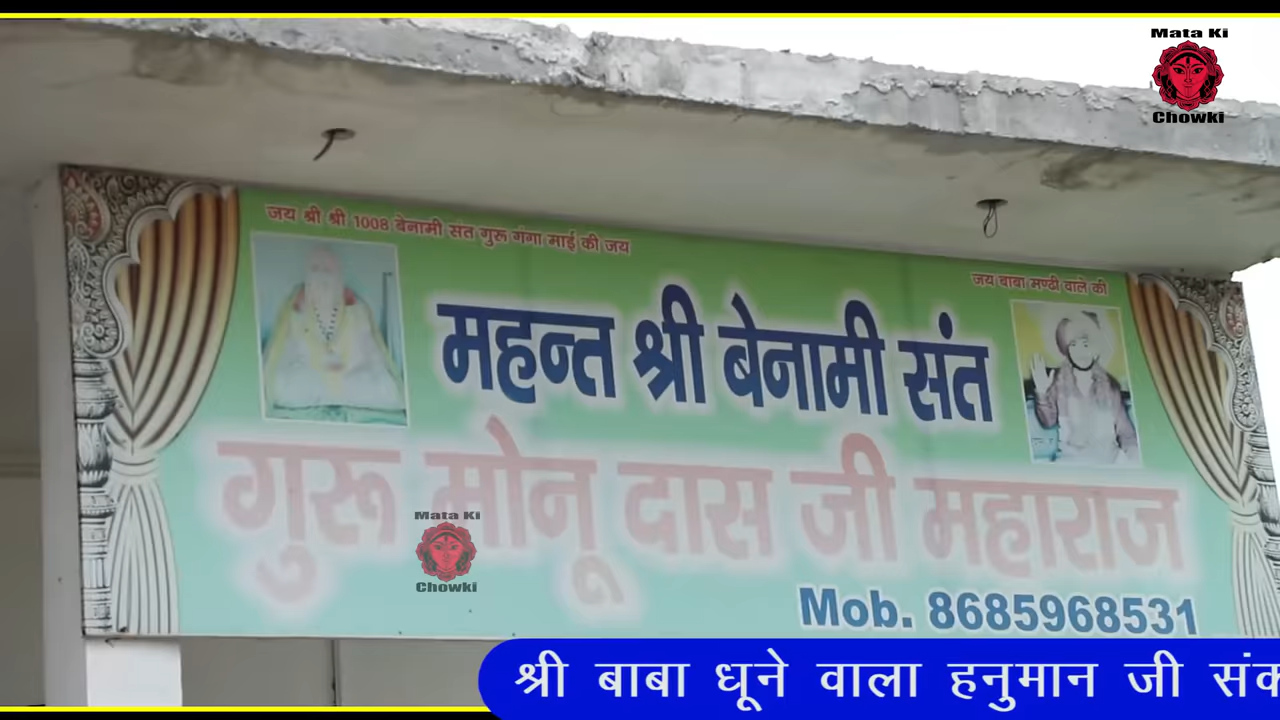 Mata Ki
Chowki
जय श्री श्री 1008 बेनामी संत गुरू गंगा माई की जय
जय बाबा मण्ढी वाले की
महन्त श्री बेनामी संत
गुरू मोनू दास जी महाराज
Mata Ki
Chowki
Mob. 8685968531
श्री बाबा धूने वाला हनुमान जी